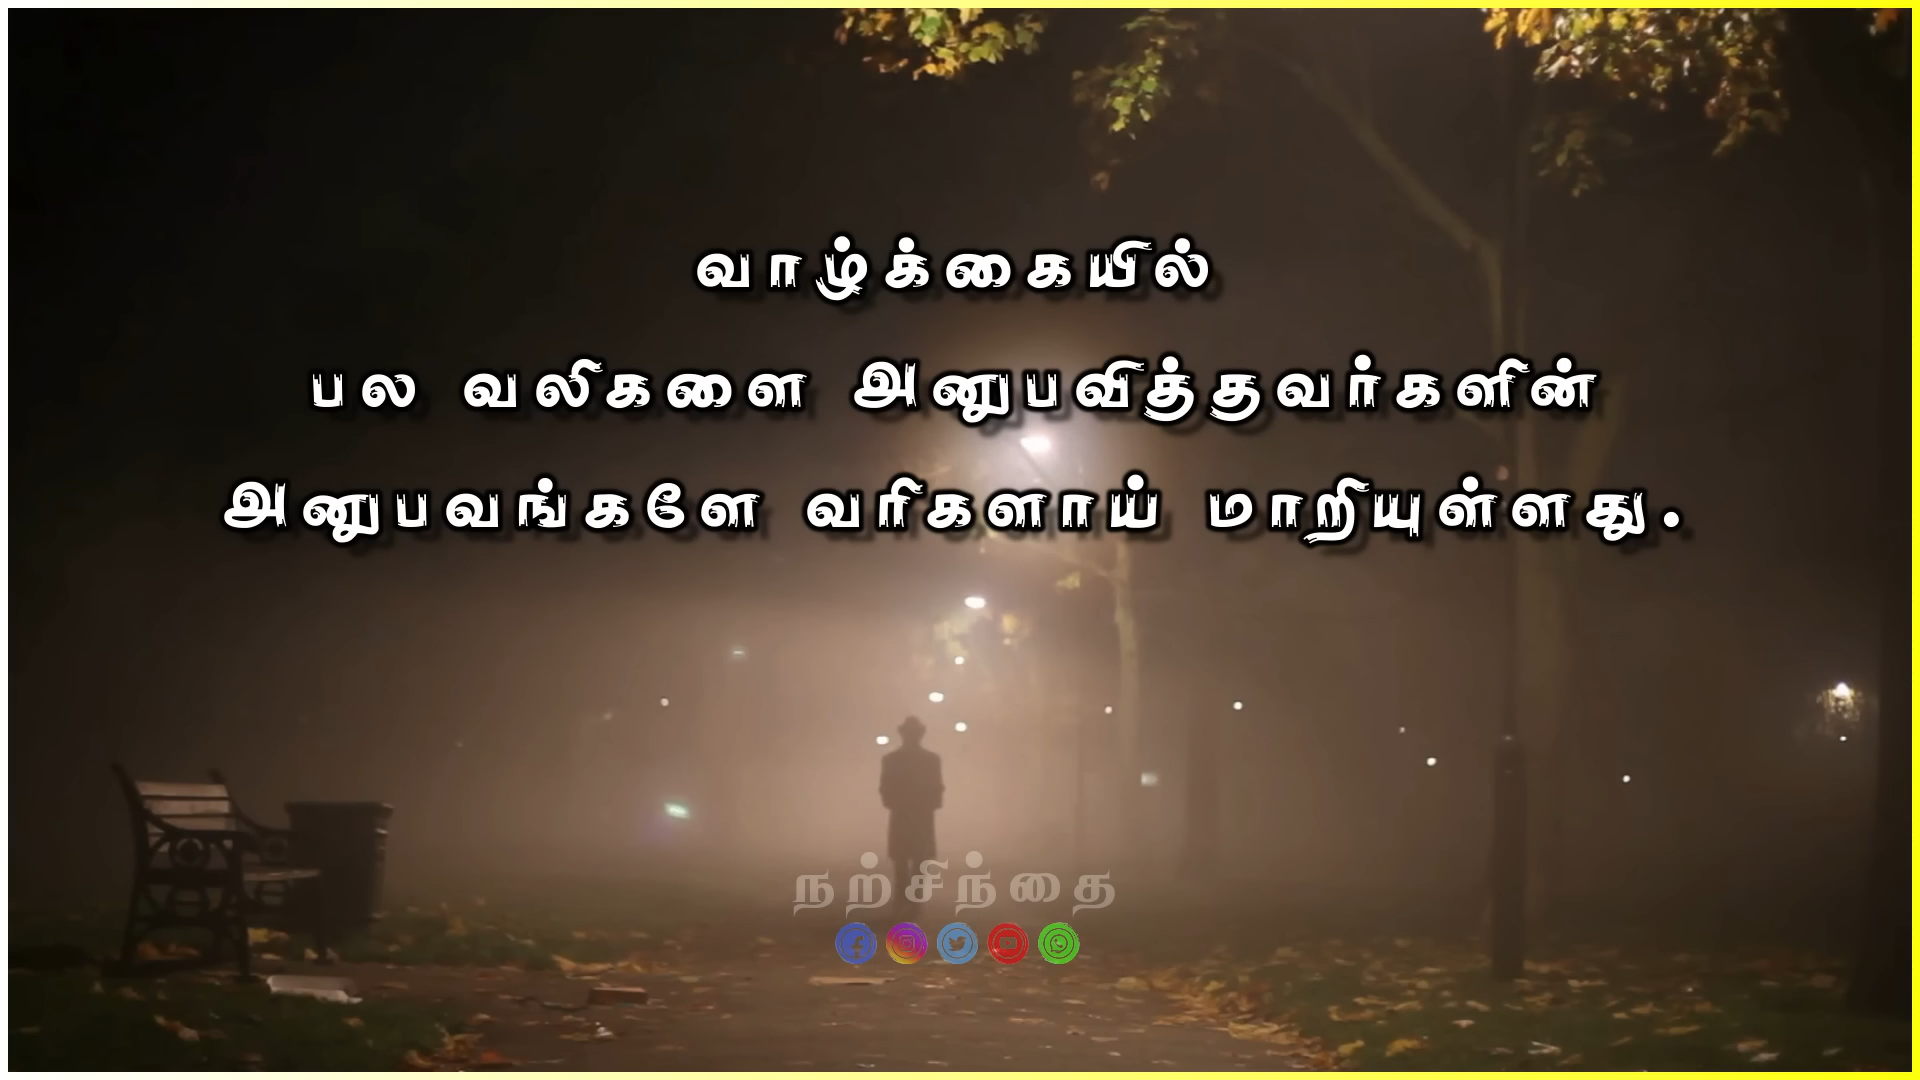 வாழ்க்கையில்
பல வலிகளை அனுபவித்தவர்களின்
அனுபவங்களே வரிகளாய் மாறியுள்ளது.
நற்சிந்தை